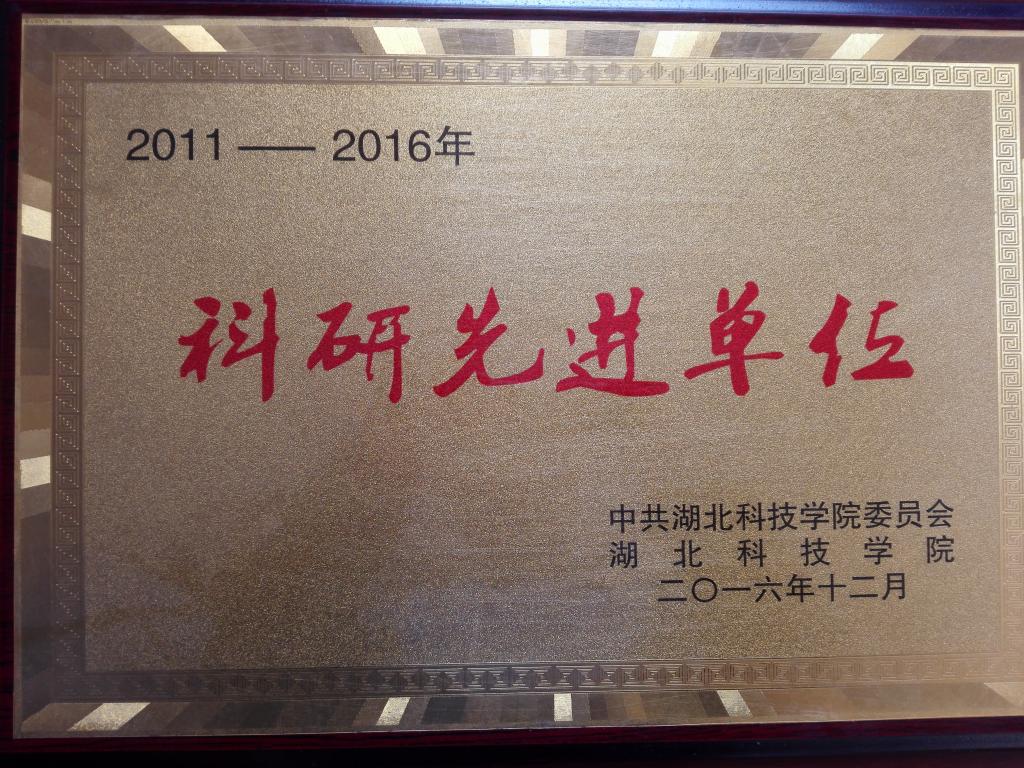 2011 —— 2016年
科研先进单位
中共湖北科技学院委员会
湖北科技学院
二〇一六年十二月